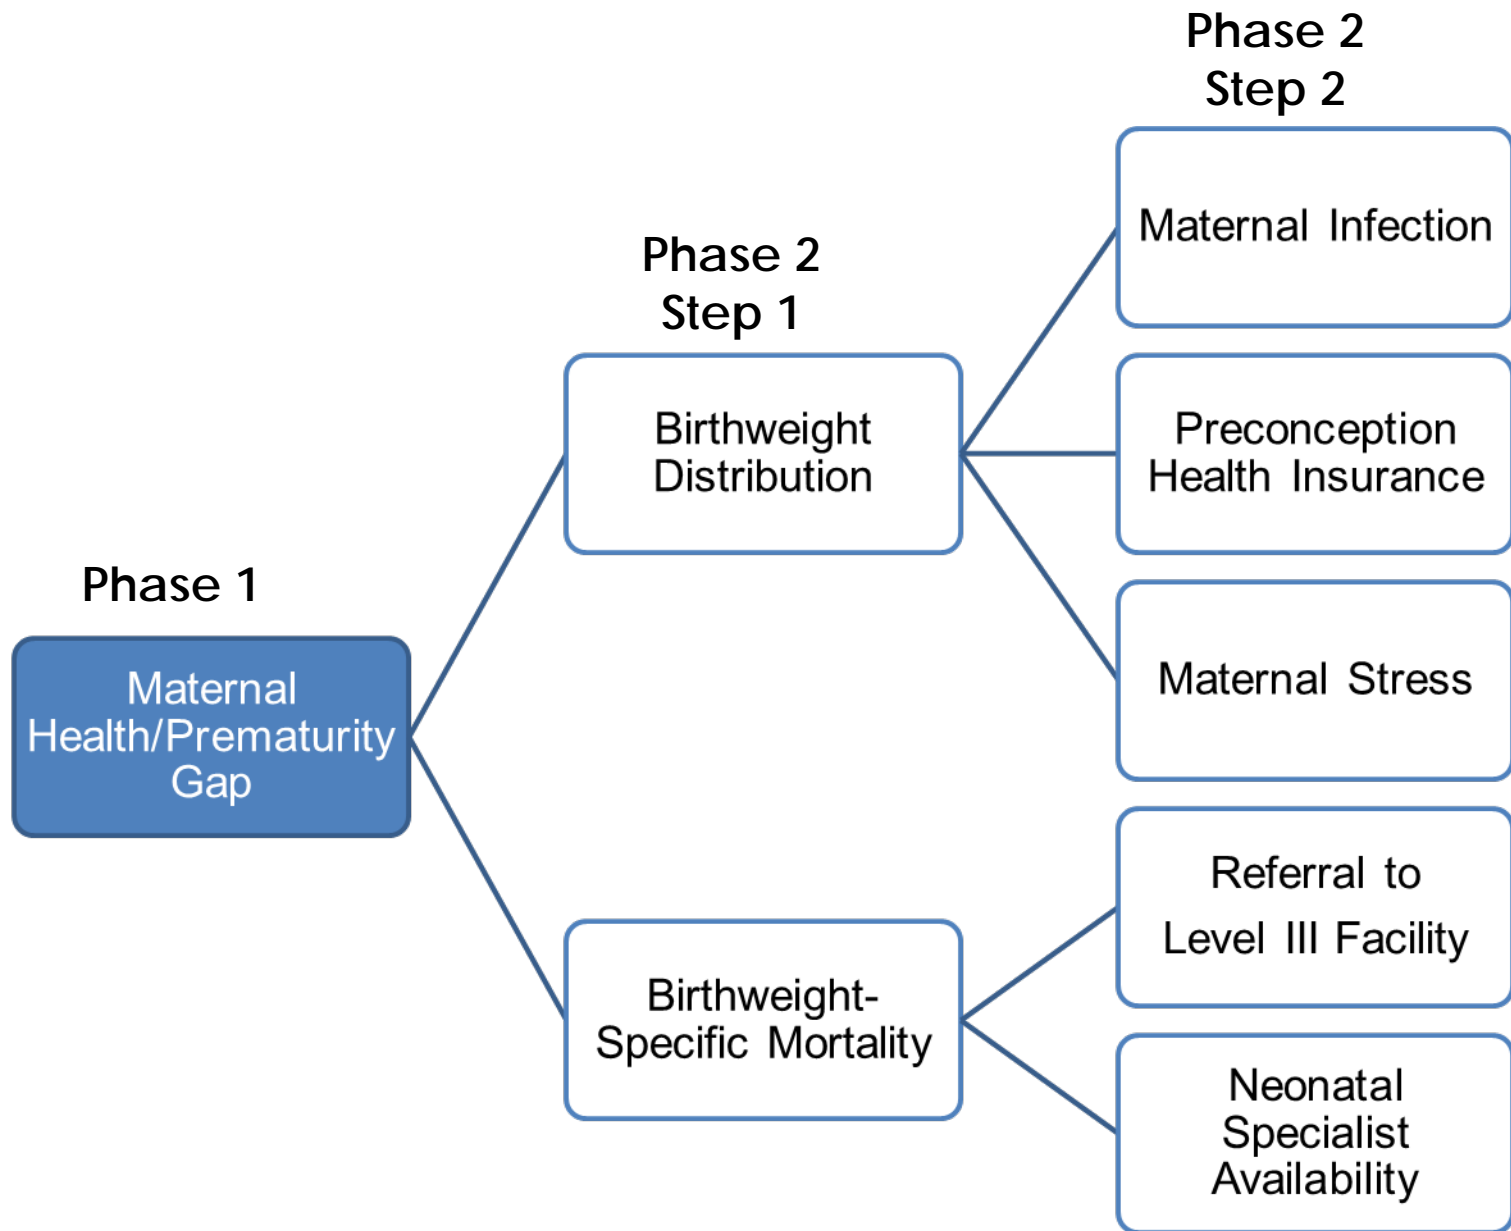 Phase 1
Maternal
Health/Prematurity
Gap
Phase 2
Step 1
Birthweight
Distribution
Birthweight-
Specific Mortality
Phase 2
Step 2
Maternal Infection
Preconception
Health Insurance
Maternal Stress
Referral to
Level III Facility
Neonatal
Specialist
Availability